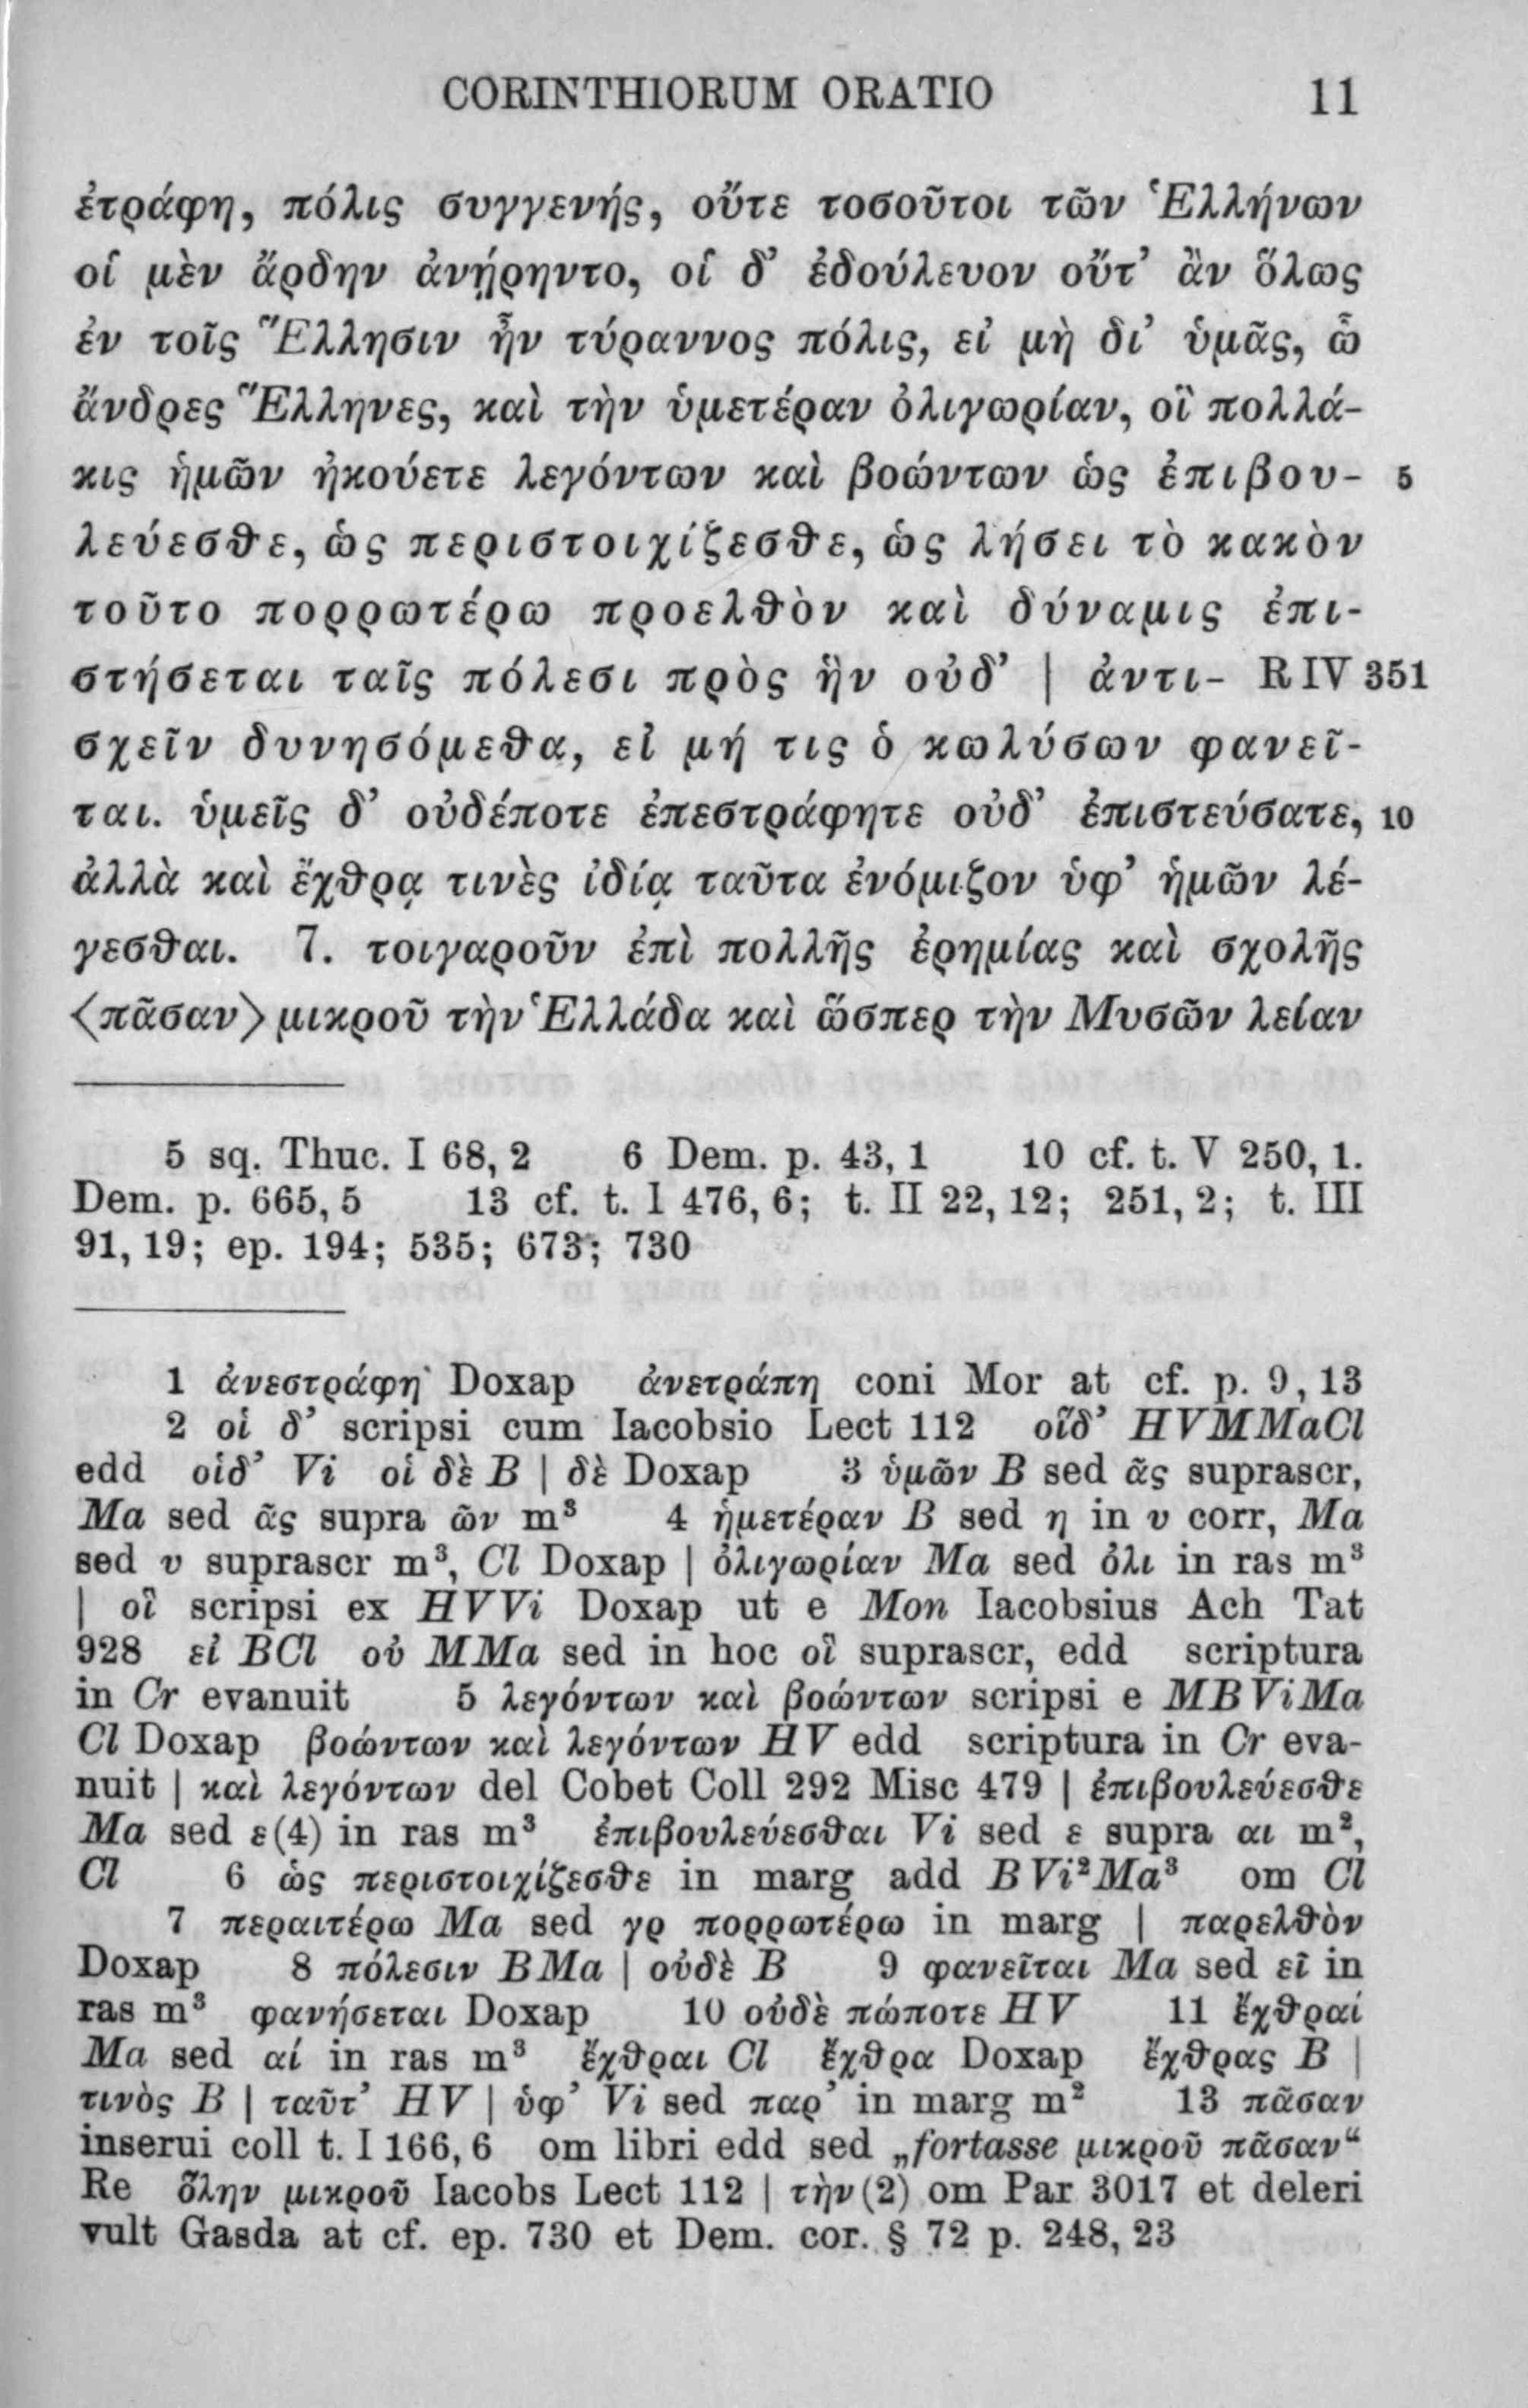 CORINTHIORUM ORATIO 11
ἐτράφη, πόλις συγγενής, οὔτε τοσοῦτοι τῶν Ἑλλήνων
οἱ μὲν ἄρδην ἀνῄρηντο, οἱ δ’ ἐδούλευον οὔτ’ ἂν ὅλως
ἐν τοῖς Ἕλλησιν ἦν τύραννος πόλις, εἰ μὴ δι’ ὑμᾶς, ὦ
ἄνδρες Ἕλληνες, καὶ τὴν ὑμετέραν ὀλιγωρίαν, οἳ πολλά-
κις ἡμῶν ἠκούετε λεγόντων καὶ βοώντων ὡς ἐπιβου- 5
λεύεσθε, ὡς περιστοιχίζεσθε, ὡς λήσει τὸ κακὸν
τοῦτο πορρωτέρω προελθὸν καὶ δύναμις ἐπι-
στήσεται ταῖς πόλεσι πρὸς ἣν οὐδ’ | ἀντι- R IV 351
σχεῖν δυνησόμεθα, εἰ μή τις ὁ κωλύσων φανεῖ-
ται. ὑμεῖς δ’ οὐδέποτε ἐπεστράφητε οὐδ’ ἐπιστεύσατε, 10
ἀλλὰ καὶ ἔχθρᾳ τινὲς ἰδίᾳ ταῦτα ἐνόμιζον ὑφ’ ἡμῶν λέ-
γεσθαι. 7. τοιγαροῦν ἐπὶ πολλῆς ἐρημίας καὶ σχολῆς
⟨πᾶσαν⟩ μικροῦ τὴν Ἑλλάδα καὶ ὥσπερ τὴν Μυσῶν λείαν
5 sq. Thuc. I 68, 2 6 Dem. p. 43, 1 10 cf. t. V 250, 1.
Dem. p. 665, 5 13 cf. t. I 476, 6; t. II 22, 12; 251, 2; t. III
91, 19; ep. 194; 535; 673; 730
1 ἀνεστράφη Doxap ἀνετράπη coni Mor at cf. p. 9, 13
2 οἱ δ’ scripsi cum Iacobsio Lect 112 οἵδ’ HVMMaCl
edd οἱδ’ Vi οἱ δὲ B | δὲ Doxap 3 ὑμῶν B sed ᾶς suprascr,
Ma sed ᾶς supra ῶν m³ 4 ἡμετέραν B sed η in υ corr, Ma
sed υ suprascr m³, Cl Doxap | ὀλιγωρίαν Ma sed ὀλι in ras m³
| οἳ scripsi ex HVVi Doxap ut e Mon Iacobsius Ach Tat
928 εἰ BCl οὐ MMa sed in hoc οἳ suprascr, edd scriptura
in Cr evanuit 5 λεγόντων καὶ βοώντων scripsi e MBViMa
Cl Doxap βοώντων καὶ λεγόντων HV edd scriptura in Cr eva-
nuit | καὶ λεγόντων del Cobet Coll 292 Misc 479 | ἐπιβουλεύεσθε
Ma sed ε(4) in ras m³ ἐπιβουλεύεσθαι Vi sed ε supra αι m²,
Cl 6 ὡς περιστοιχίζεσθε in marg add BVi²Ma³ om Cl
7 περαιτέρω Ma sed γρ πορρωτέρω in marg | παρελθὸν
Doxap 8 πόλεσιν BMa | οὐδὲ B 9 φανεῖται Ma sed εῖ in
ras m³ φανήσεται Doxap 10 οὐδὲ πώποτε HV 11 ἔχθραί
Ma sed αί in ras m³ ἔχθραι Cl ἔχθρα Doxap ἔχθρας B |
τινὸς B | ταῦτ’ HV | ὑφ’ Vi sed παρ’ in marg m² 13 πᾶσαν
inserui coll t. I 166, 6 om libri edd sed „fortasse μικροῦ πᾶσαν“
Re ὅλην μικροῦ Iacobs Lect 112 | τὴν (2) om Par 3017 et deleri
vult Gasda at cf. ep. 730 et Dem. cor. § 72 p. 248, 23